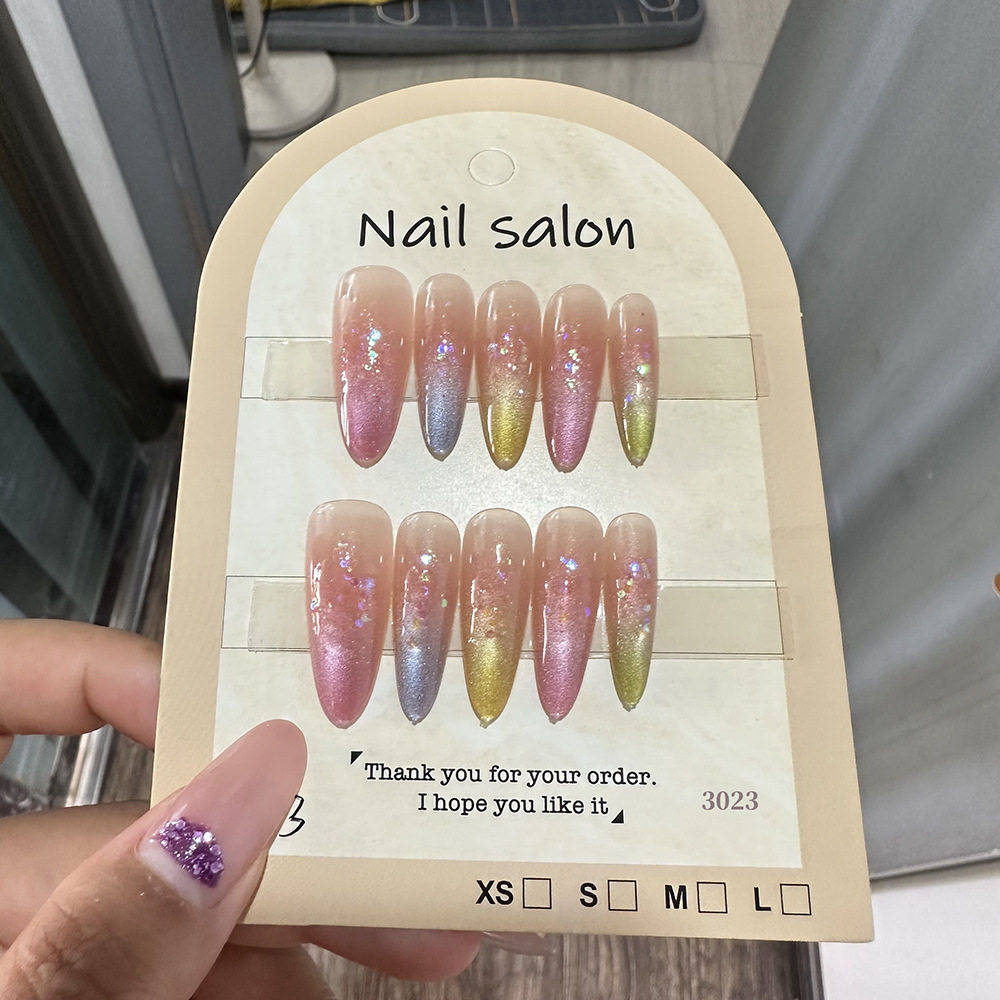 Nail salon
「Thank you for your order.
I hope you like it」
3023
XS□ S□ M□ L□